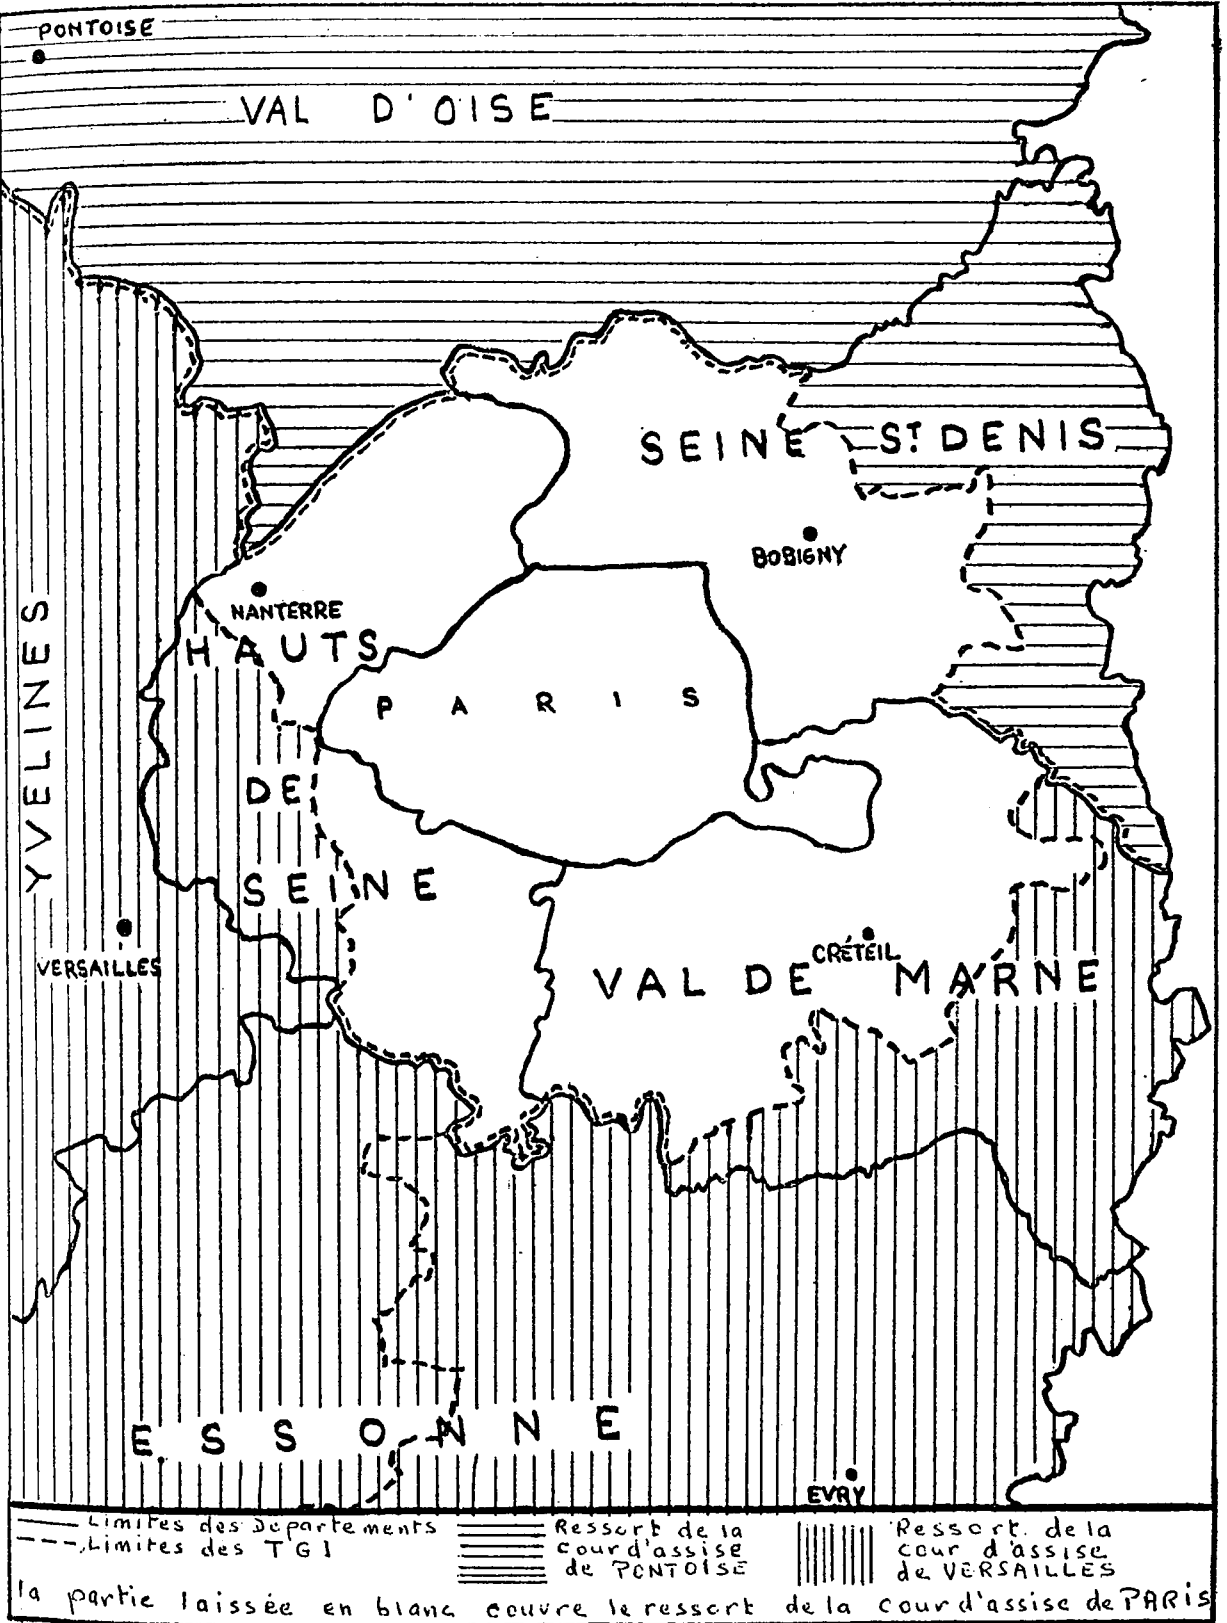 PONTOISE
VAL D'OISE
SEINE ST DENIS
BOBIGNY
NANTERRE
HAUTS
YVELINES
PARIS
DE
SEINE
CRÉTEIL
VERSAILLES
VAL DE MARNE
ESSONNE
EVRY
Limites des Départements
Limites des TGI
Ressort de la
cour d'assise
de PONTOISE
Ressort de la
cour d'assise
de VERSAILLES
la partie laissée en blanc couvre le ressort de la cour d'assise de PARIS